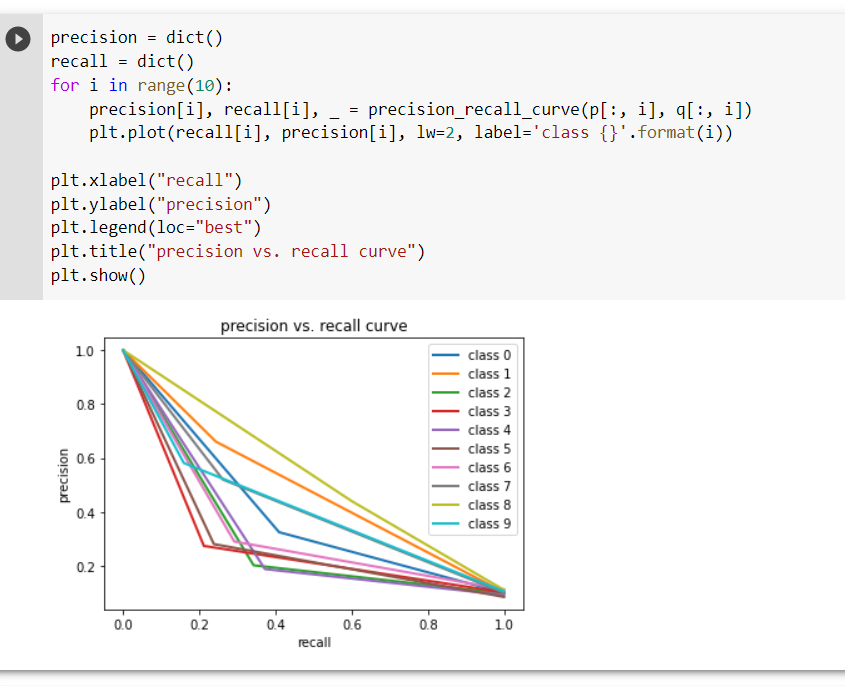 precision = dict()
recall = dict()
for i in range(10):
    precision[i], recall[i], _ = precision_recall_curve(p[:, i], q[:, i])
    plt.plot(recall[i], precision[i], lw=2, label='class {}'.format(i))
plt.xlabel("recall")
plt.ylabel("precision")
plt.legend(loc="best")
plt.title("precision vs. recall curve")
plt.show()
precision vs. recall curve
1.0
0.8
0.6
0.4
0.2
precision
class 0
class 1
class 2
class 3
class 4
class 5
class 6
class 7
class 8
class 9
0.0 0.2 0.4 0.6 0.8 1.0
recall